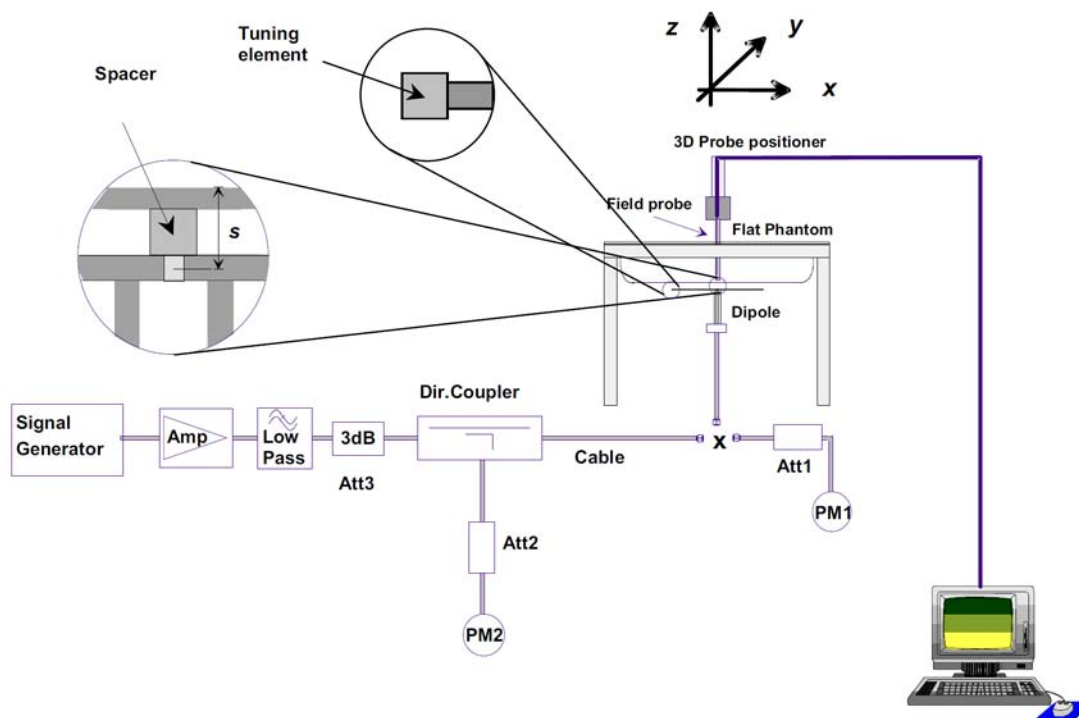 Tuning
element
Spacer
s
z
y
x
3D Probe positioner
Field probe
Flat Phantom
Dipole
Dir.Coupler
Signal
Generator
Amp
Low
Pass
3dB
Att3
Cable
x
Att1
PM1
Att2
PM2